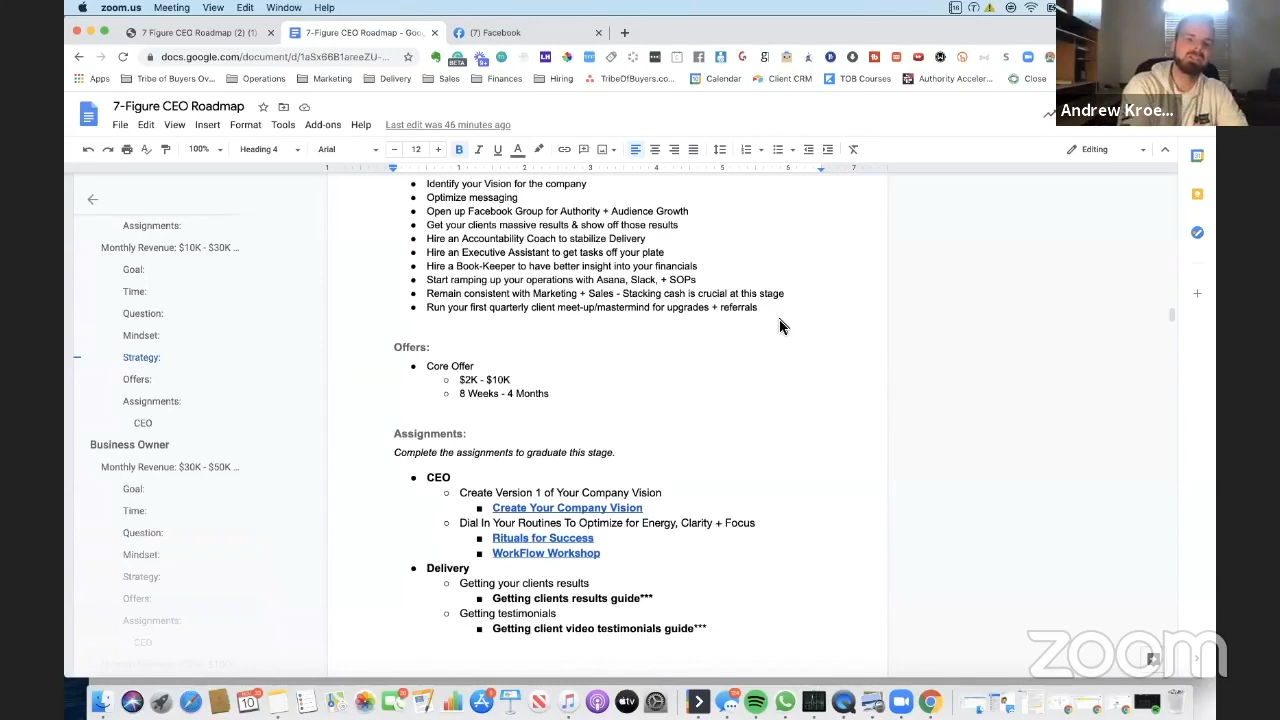 zoom.us Meeting View Edit Window Help
7 Figure CEO Roadmap (2) (1)
7-Figure CEO Roadmap - Goo
(7) Facebook
docs.google.com/document/d/1aSx66B1areeZU-...
BETA
Apps Tribe of Buyers Ov... Operations Marketing Delivery Sales Finances Hiring TribeOfBuyers.co... Calendar Client CRM TOB Courses Authority Acceler... Close
Andrew Kroe...
7-Figure CEO Roadmap
File Edit View Insert Format Tools Add-ons Help Last edit was 46 minutes ago
100% Heading 4 Arial 12 Editing
1 1 2 3 4 5 6 7
Assignments:
Monthly Revenue: $10K - $30K ...
Goal:
Time:
Question:
Mindset:
Strategy:
Offers:
Assignments:
CEO
Business Owner
Monthly Revenue: $30K - $50K ...
Goal:
Time:
Question:
Mindset:
Strategy:
Offers:
Assignments:
CEO
● Identify your Vision for the company
● Optimize messaging
● Open up Facebook Group for Authority + Audience Growth
● Get your clients massive results & show off those results
● Hire an Accountability Coach to stabilize Delivery
● Hire an Executive Assistant to get tasks off your plate
● Hire a Book-Keeper to have better insight into your financials
● Start ramping up your operations with Asana, Slack, + SOPs
● Remain consistent with Marketing + Sales - Stacking cash is crucial at this stage
● Run your first quarterly client meet-up/mastermind for upgrades + referrals
Offers:
● Core Offer
○ $2K - $10K
○ 8 Weeks - 4 Months
Assignments:
Complete the assignments to graduate this stage.
● CEO
○ Create Version 1 of Your Company Vision
■ Create Your Company Vision
○ Dial In Your Routines To Optimize for Energy, Clarity + Focus
■ Rituals for Success
■ WorkFlow Workshop
● Delivery
○ Getting your clients results
■ Getting clients results guide***
○ Getting testimonials
■ Getting client video testimonials guide***
zoom